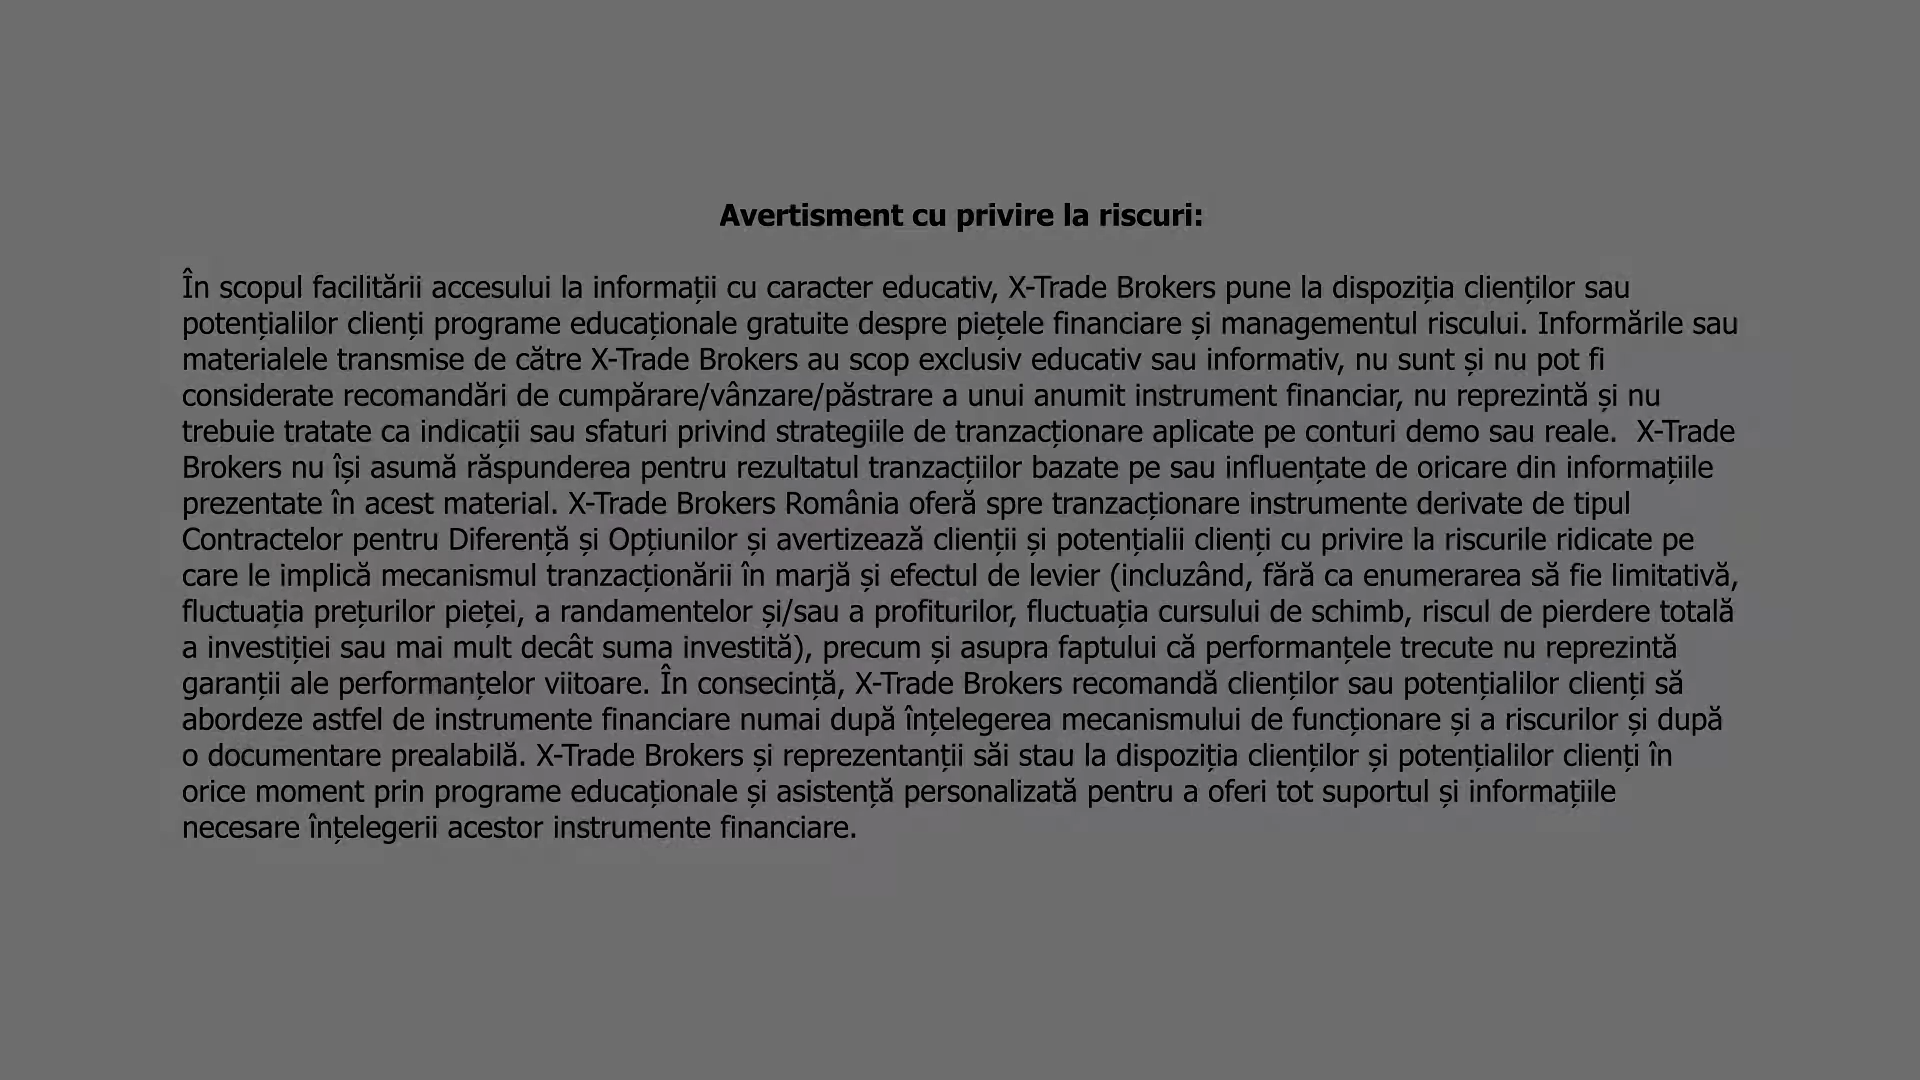 Avertisment cu privire la riscuri:
În scopul facilitării accesului la informații cu caracter educativ, X-Trade Brokers pune la dispoziția clienților sau
potențialilor clienți programe educaționale gratuite despre piețele financiare și managementul riscului. Informările sau
materialele transmise de către X-Trade Brokers au scop exclusiv educativ sau informativ, nu sunt și nu pot fi
considerate recomandări de cumpărare/vânzare/păstrare a unui anumit instrument financiar, nu reprezintă și nu
trebuie tratate ca indicații sau sfaturi privind strategiile de tranzacționare aplicate pe conturi demo sau reale.  X-Trade
Brokers nu își asumă răspunderea pentru rezultatul tranzacțiilor bazate pe sau influențate de oricare din informațiile
prezentate în acest material. X-Trade Brokers România oferă spre tranzacționare instrumente derivate de tipul
Contractelor pentru Diferență și Opțiunilor și avertizează clienții și potențialii clienți cu privire la riscurile ridicate pe
care le implică mecanismul tranzacționării în marjă și efectul de levier (incluzând, fără ca enumerarea să fie limitativă,
fluctuația prețurilor pieței, a randamentelor și/sau a profiturilor, fluctuația cursului de schimb, riscul de pierdere totală
a investiției sau mai mult decât suma investită), precum și asupra faptului că performanțele trecute nu reprezintă
garanții ale performanțelor viitoare. În consecință, X-Trade Brokers recomandă clienților sau potențialilor clienți să
abordeze astfel de instrumente financiare numai după înțelegerea mecanismului de funcționare și a riscurilor și după
o documentare prealabilă. X-Trade Brokers și reprezentanții săi stau la dispoziția clienților și potențialilor clienți în
orice moment prin programe educaționale și asistență personalizată pentru a oferi tot suportul și informațiile
necesare înțelegerii acestor instrumente financiare.